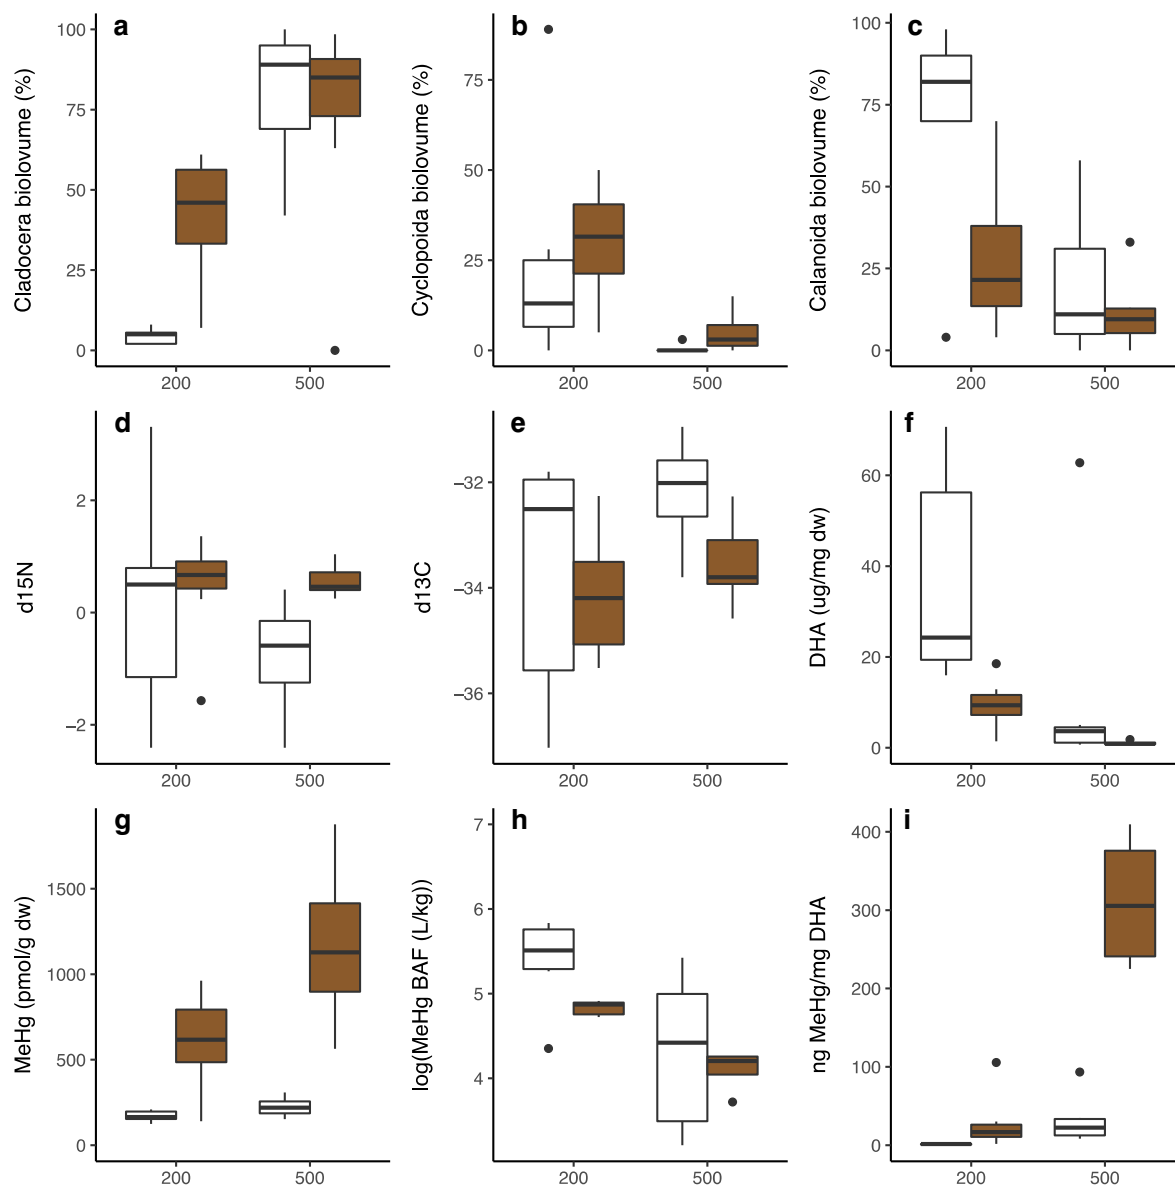 a
Cladocera biolovume (%)
100
75
50
25
0
200 500
b
Cyclopoida biolovume (%)
75
50
25
0
200 500
c
Calanoida biolovume (%)
100
75
50
25
0
200 500
d
d15N
2
0
−2
200 500
e
d13C
−32
−34
−36
200 500
f
DHA (ug/mg dw)
60
40
20
0
200 500
g
MeHg (pmol/g dw)
1500
1000
500
0
200 500
h
log(MeHg BAF (L/kg))
7
6
5
4
200 500
i
ng MeHg/mg DHA
400
300
200
100
0
200 500